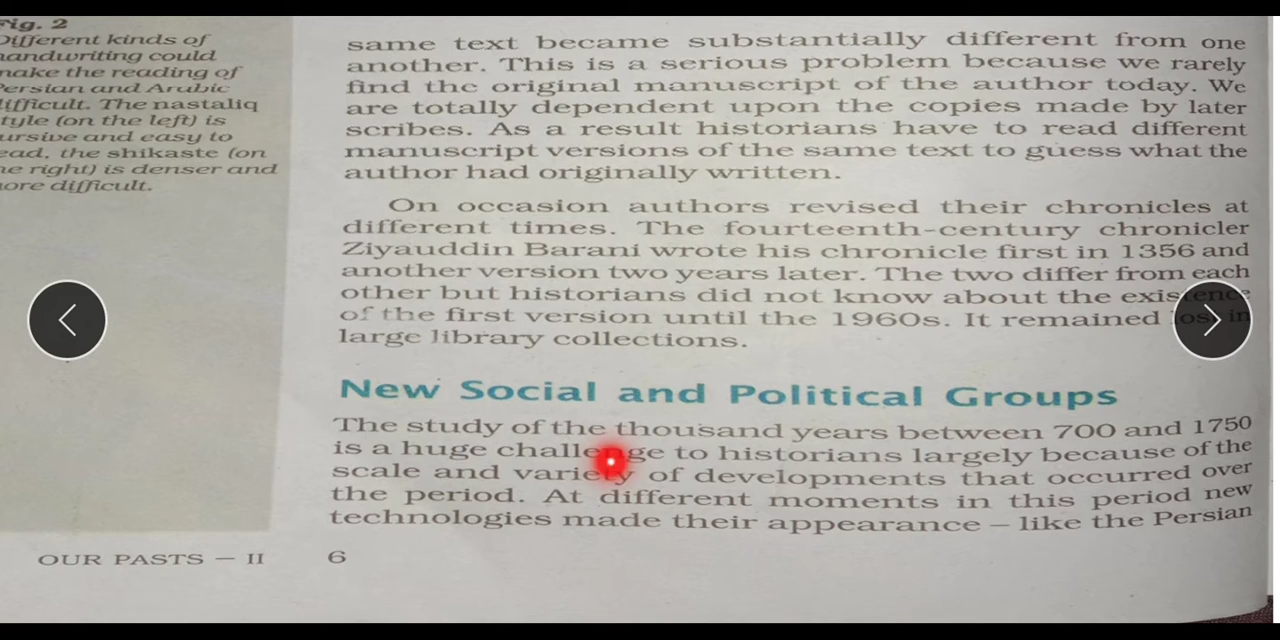 Fig. 2
Different kinds of
handwriting could
make the reading of
Persian and Arabic
difficult. The nastaliq
style (on the left) is
cursive and easy to
read, the shikaste (on
the right) is denser and
more difficult.
same text became substantially different from one
another. This is a serious problem because we rarely
find the original manuscript of the author today. We
are totally dependent upon the copies made by later
scribes. As a result historians have to read different
manuscript versions of the same text to guess what the
author had originally written.
On occasion authors revised their chronicles at
different times. The fourteenth-century chronicler
Ziyauddin Barani wrote his chronicle first in 1356 and
another version two years later. The two differ from each
other but historians did not know about the existence
of the first version until the 1960s. It remained lost in
large library collections.
New Social and Political Groups
The study of the thousand years between 700 and 1750
is a huge challenge to historians largely because of the
scale and variety of developments that occurred over
the period. At different moments in this period new
technologies made their appearance – like the Persian
OUR PASTS – II 6